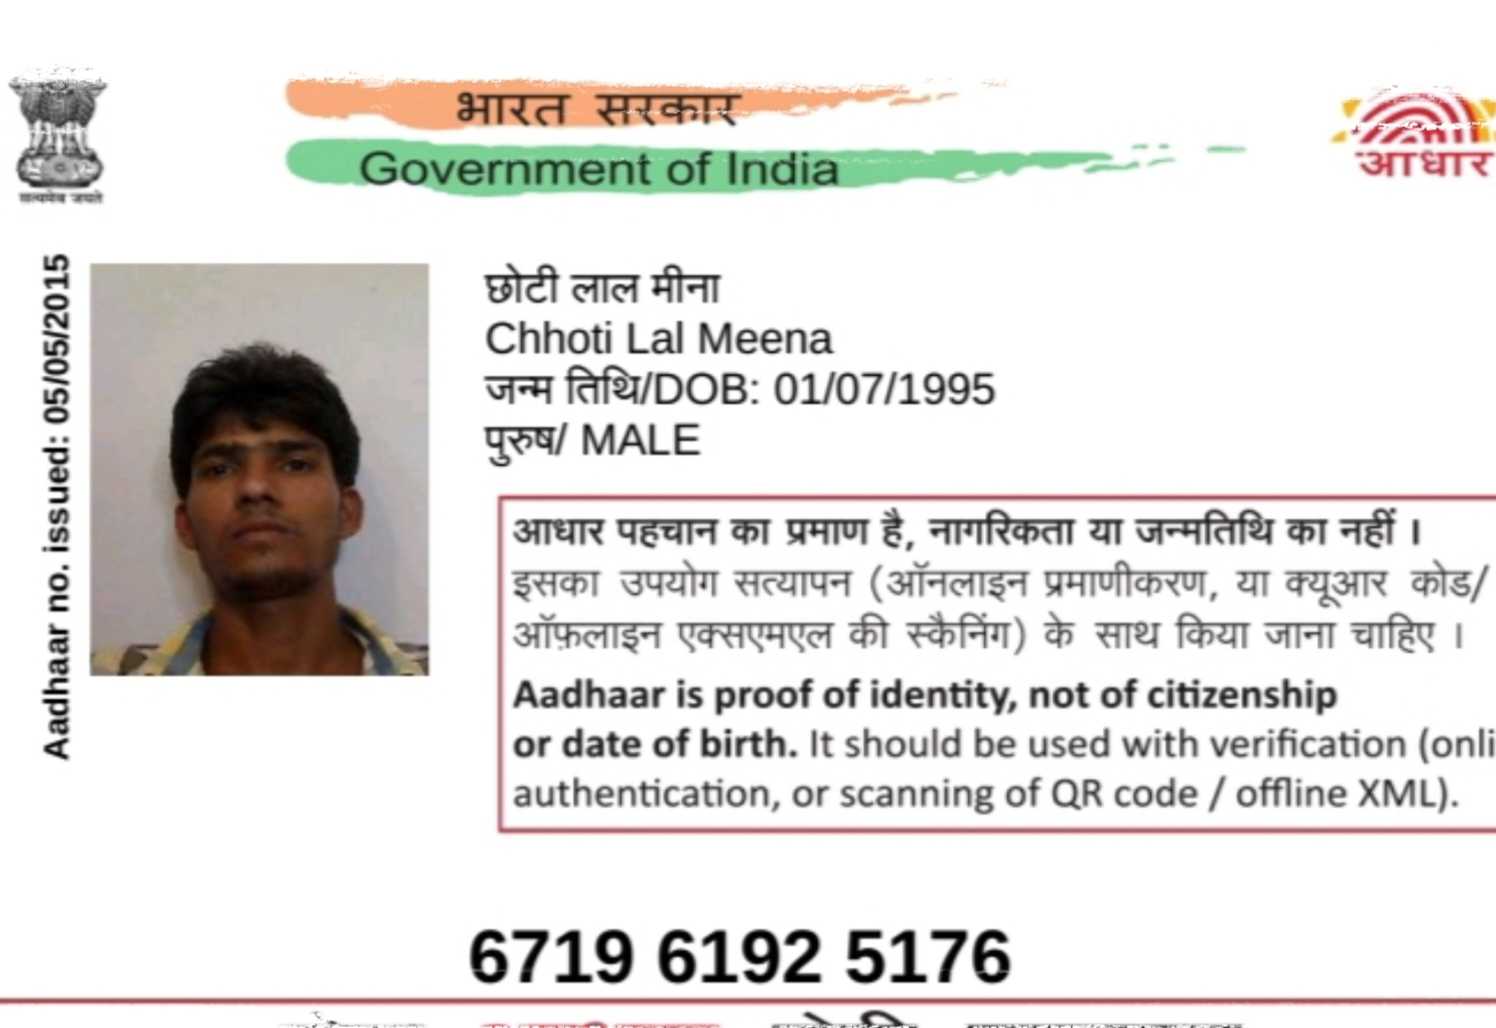 भारत सरकार
Government of India
सत्यमेव जयते
आधार
Aadhaar no. issued: 05/05/2015
छोटी लाल मीना
Chhoti Lal Meena
जन्म तिथि/DOB: 01/07/1995
पुरुष/ MALE
आधार पहचान का प्रमाण है, नागरिकता या जन्मतिथि का नहीं ।
इसका उपयोग सत्यापन (ऑनलाइन प्रमाणीकरण, या क्यूआर कोड/
ऑफ़लाइन एक्सएमएल की स्कैनिंग) के साथ किया जाना चाहिए ।
Aadhaar is proof of identity, not of citizenship
or date of birth. It should be used with verification (onli
authentication, or scanning of QR code / offline XML).
6719 6192 5176